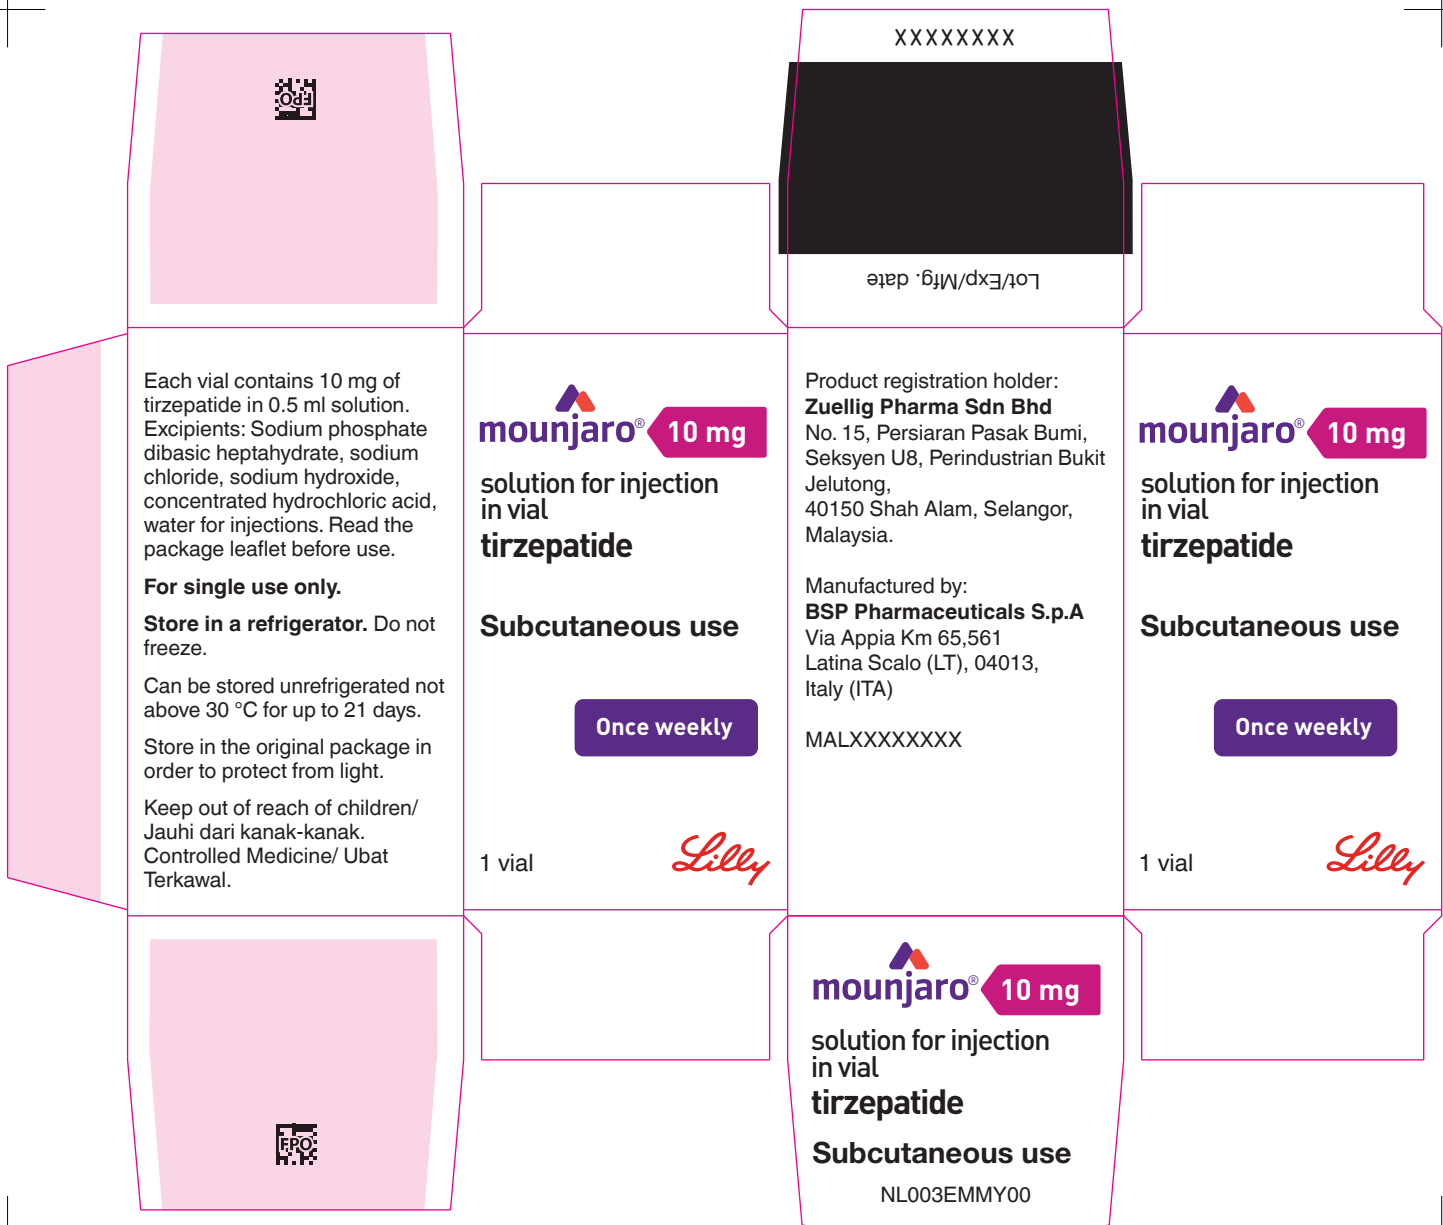 XXXXXXXX
Lot/Exp/Mfg. date
FPO
Each vial contains 10 mg of
tirzepatide in 0.5 ml solution.
Excipients: Sodium phosphate
dibasic heptahydrate, sodium
chloride, sodium hydroxide,
concentrated hydrochloric acid,
water for injections. Read the
package leaflet before use.
For single use only.
Store in a refrigerator. Do not
freeze.
Can be stored unrefrigerated not
above 30 °C for up to 21 days.
Store in the original package in
order to protect from light.
Keep out of reach of children/
Jauhi dari kanak-kanak.
Controlled Medicine/ Ubat
Terkawal.
mounjaro® 10 mg
solution for injection
in vial
tirzepatide
Subcutaneous use
Once weekly
1 vial
Lilly
Product registration holder:
Zuellig Pharma Sdn Bhd
No. 15, Persiaran Pasak Bumi,
Seksyen U8, Perindustrian Bukit
Jelutong,
40150 Shah Alam, Selangor,
Malaysia.
Manufactured by:
BSP Pharmaceuticals S.p.A
Via Appia Km 65,561
Latina Scalo (LT), 04013,
Italy (ITA)
MALXXXXXXXX
mounjaro® 10 mg
solution for injection
in vial
tirzepatide
Subcutaneous use
Once weekly
1 vial
Lilly
FPO
mounjaro® 10 mg
solution for injection
in vial
tirzepatide
Subcutaneous use
NL003EMMY00